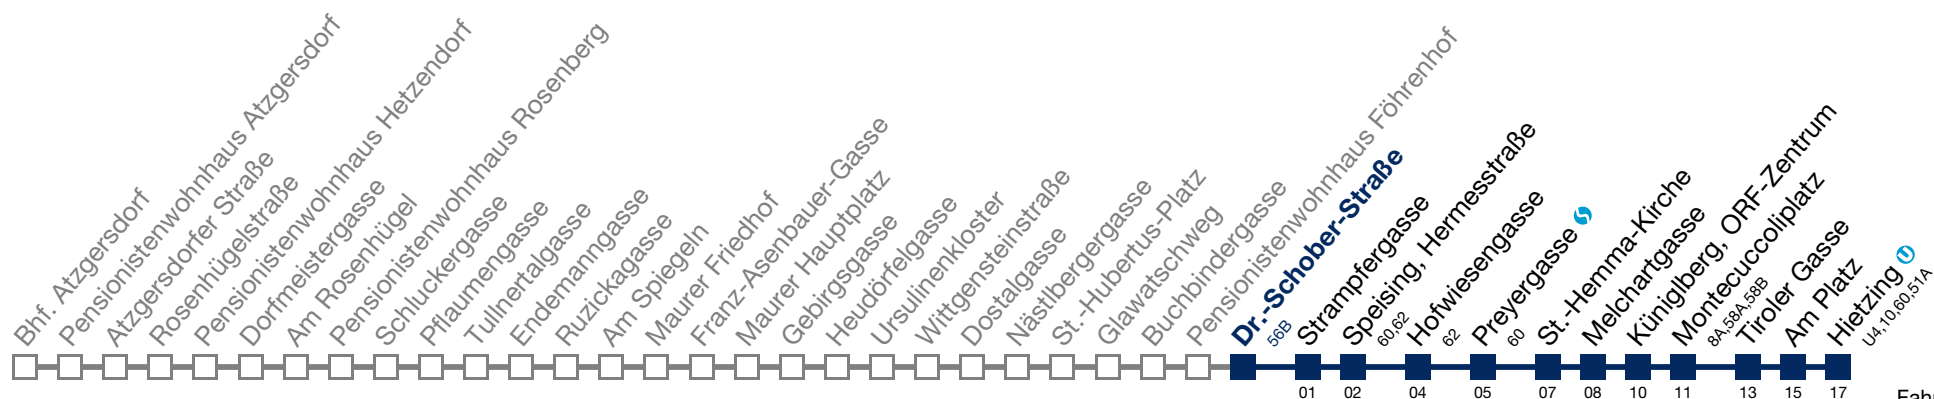 Bnf. Atzgersdorf
Pensionistenwohnhaus Atzgersdorf
Atzgersdorfer Straße
Rosenhügelstraße
Pensionistenwohnhaus Hetzendorf
Dorfmeistergasse
Am Rosenhügel
Pensionistenwohnhaus Rosenberg
Schluckergasse
Pflaumengasse
Tullnertalgasse
Endemanngasse
Ruzickagasse
Am Spiegeln
Maurer Friedhof
Franz-Asenbauer-Gasse
Maurer Hauptplatz
Gebirgsgasse
Heudörfelgasse
Ursulinenkloster
Wittgensteinstraße
Dostalgasse
Nästlbergergasse
St.-Hubertus-Platz
Glawatschweg
Buchbindergasse
Pensionistenwohnhaus Föhrenhof
Dr.-Schober-Straße
56B
Strampfergasse
Speising, Hermesstraße
60,62
Hofwiesengasse
62
Preyergasse
60
St.-Hemma-Kirche
Melchartgasse
Küniglberg, ORF-Zentrum
Montecuccoliplatz
8A,58A,58B
Tiroler Gasse
Am Platz
Hietzing U
U4,10,60,51A
01 02 04 05 07 08 10 11 13 15 17
Fahr